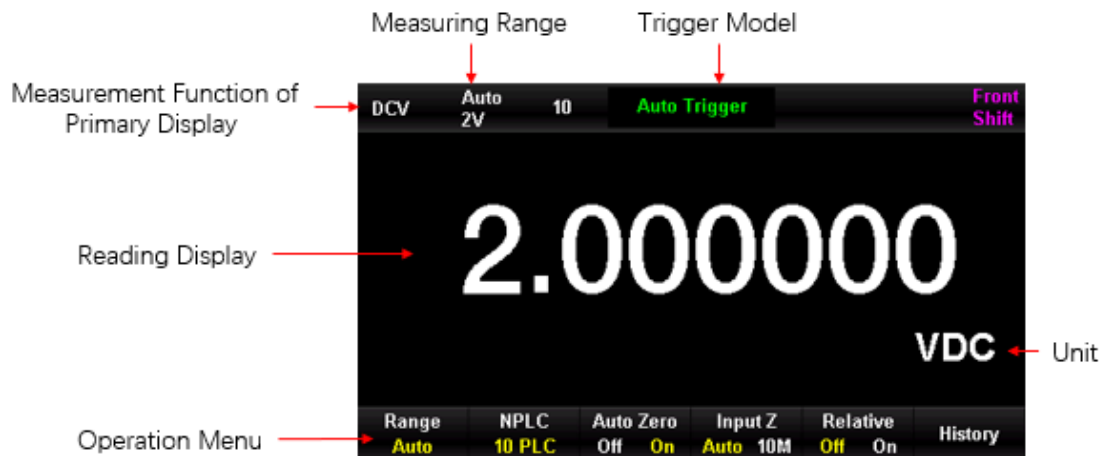 Measuring Range
Trigger Model
Measurement Function of
Primary Display
DCV
Auto
2V
10
Auto Trigger
Front
Shift
Reading Display
2.000000
VDC
Unit
Operation Menu
Range NPLC Auto Zero Input Z Relative History
Auto 10 PLC Off On Auto 10M Off On